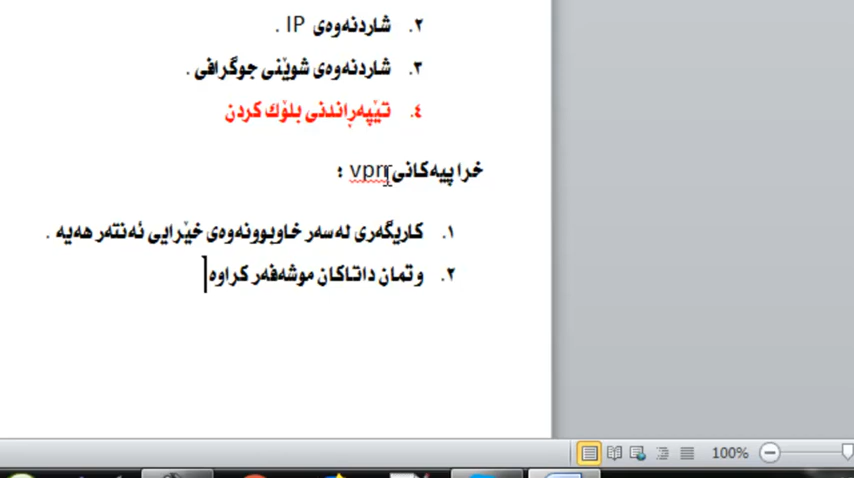 ٢. شاردنەوەی IP .
٣. شاردنەوەی شوێنی جوگرافی .
٤. تێپەڕاندنی بلۆك کردن
خراپیەکانی vpn :
١. کاریگەری لەسەر خاوبوونەوەی خێرایی ئەنتەر هەیە .
٢. وتمان داتاکان موشەفەر کراوە
100%